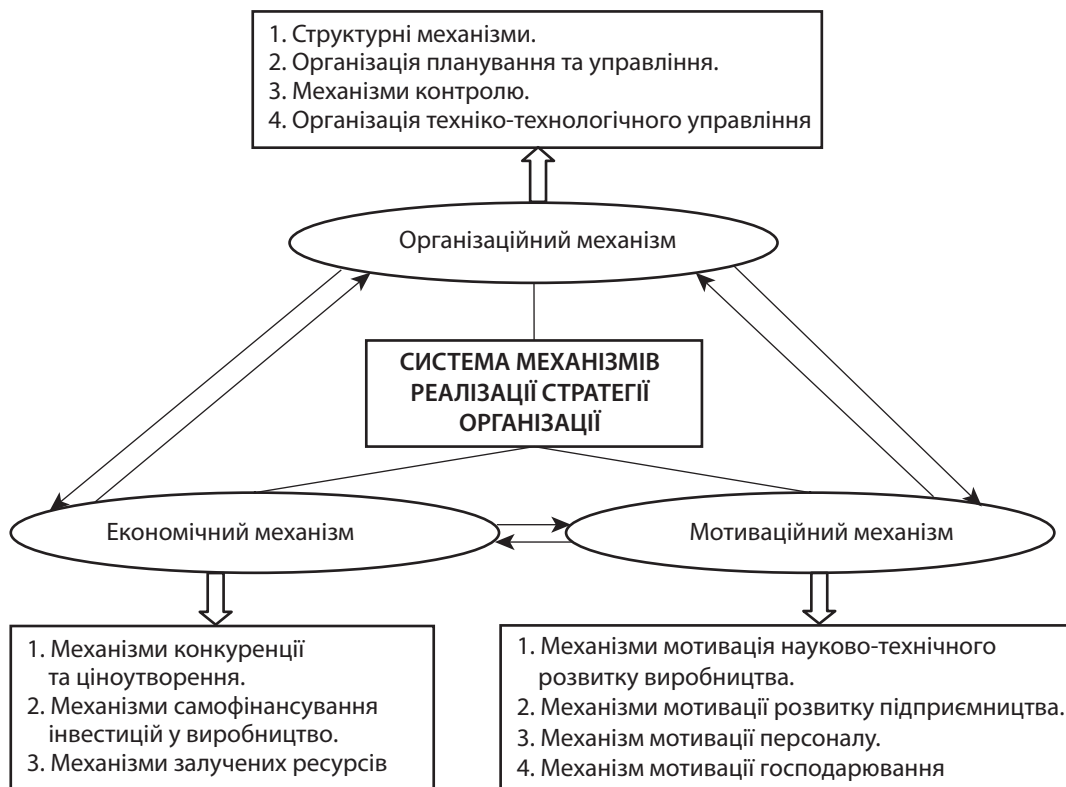 1. Структурні механізми.
2. Організація планування та управління.
3. Механізми контролю.
4. Організація техніко-технологічного управління
Організаційний механізм
СИСТЕМА МЕХАНІЗМІВ
РЕАЛІЗАЦІЇ СТРАТЕГІЇ
ОРГАНІЗАЦІЇ
Економічний механізм
Мотиваційний механізм
1. Механізми конкуренції
та ціноутворення.
2. Механізми самофінансування
інвестицій у виробництво.
3. Механізми залучених ресурсів
1. Механізми мотивація науково-технічного
розвитку виробництва.
2. Механізми мотивації розвитку підприємництва.
3. Механізм мотивації персоналу.
4. Механізм мотивації господарювання